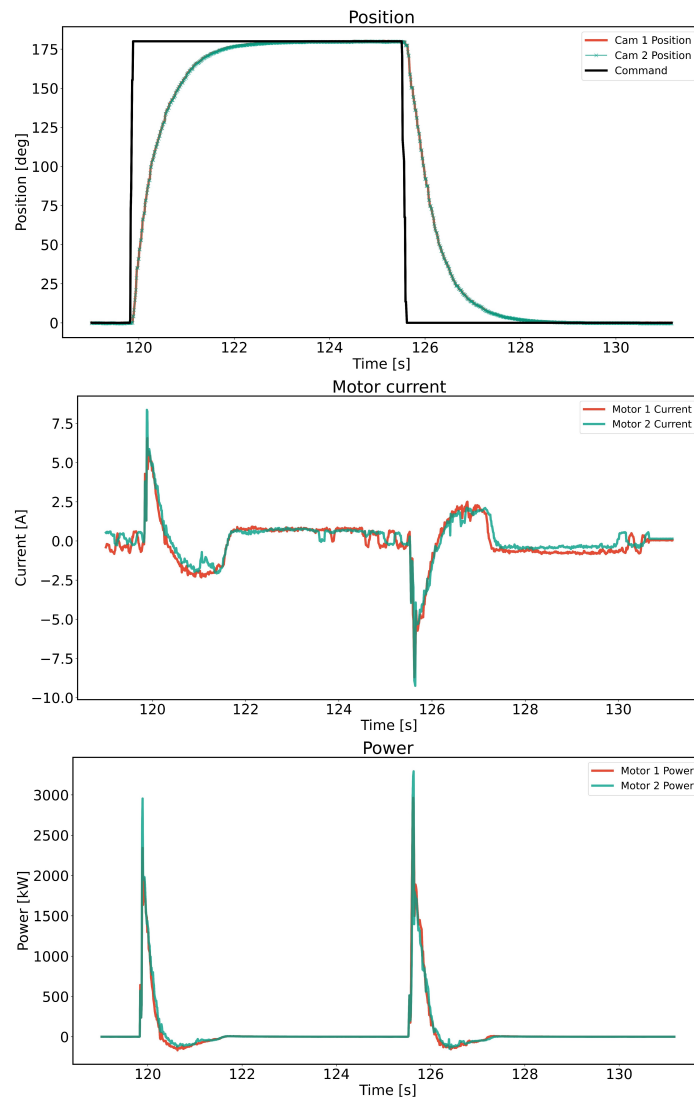 Position
Cam 1 Position
Cam 2 Position
Command
175
150
125
100
75
50
25
0
Position [deg]
120 122 124 126 128 130
Time [s]
Motor current
Motor 1 Current
Motor 2 Current
7.5
5.0
2.5
0.0
−2.5
−5.0
−7.5
−10.0
Current [A]
120 122 124 126 128 130
Time [s]
Power
Motor 1 Power
Motor 2 Power
3000
2500
2000
1500
1000
500
0
Power [kW]
120 122 124 126 128 130
Time [s]